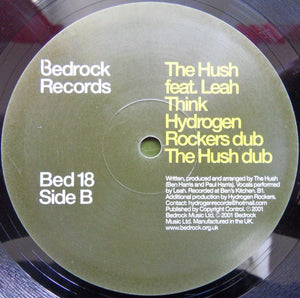 Bedrock
Records
The Hush
feat. Leah
Think
Hydrogen
Rockers dub
The Hush dub
Bed 18
Side B
Written, produced and arranged by The Hush
(Ben Harris and Paul Harris). Vocals performed
by Leah. Recorded at Ben's Kitchen, B1.
Additional production by Hydrogen Rockers.
Contact: hydrogenrecords@hotmail.com
Published by Copyright Control. ℗ 2001
Bedrock Music Ltd. © 2001 Bedrock
Music Ltd. Manufactured in the UK.
www.bedrock.org.uk